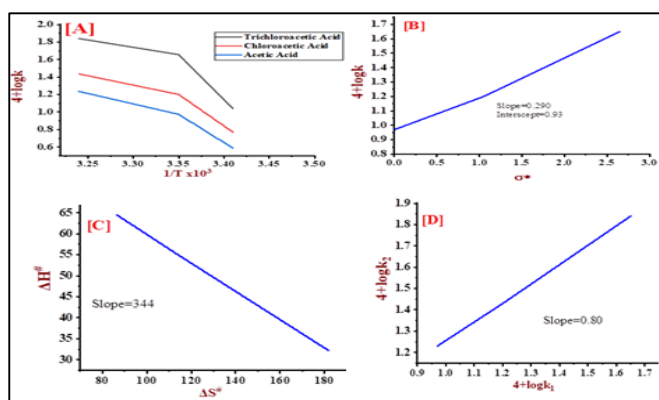 [A]
Trichloroacetic Acid
Chloroacetic Acid
Acetic Acid
2.0
1.8
1.6
1.4
1.2
1.0
0.8
0.6
4+logk
3.25 3.30 3.35 3.40 3.45 3.50
1/T x10³
[B]
1.8
1.7
1.6
1.5
1.4
1.3
1.2
1.1
1.0
0.9
0.8
4+logk
Slope=0.290
Interscept=0.93
0.0 0.5 1.0 1.5 2.0 2.5 3.0
σ*
[C]
65
60
55
50
45
40
35
30
ΔH#
Slope=344
80 100 120 140 160 180
ΔS#
[D]
1.9
1.8
1.7
1.6
1.5
1.4
1.3
1.2
4+logk₂
Slope=0.80
0.9 1.0 1.1 1.2 1.3 1.4 1.5 1.6 1.7
4+logk₁